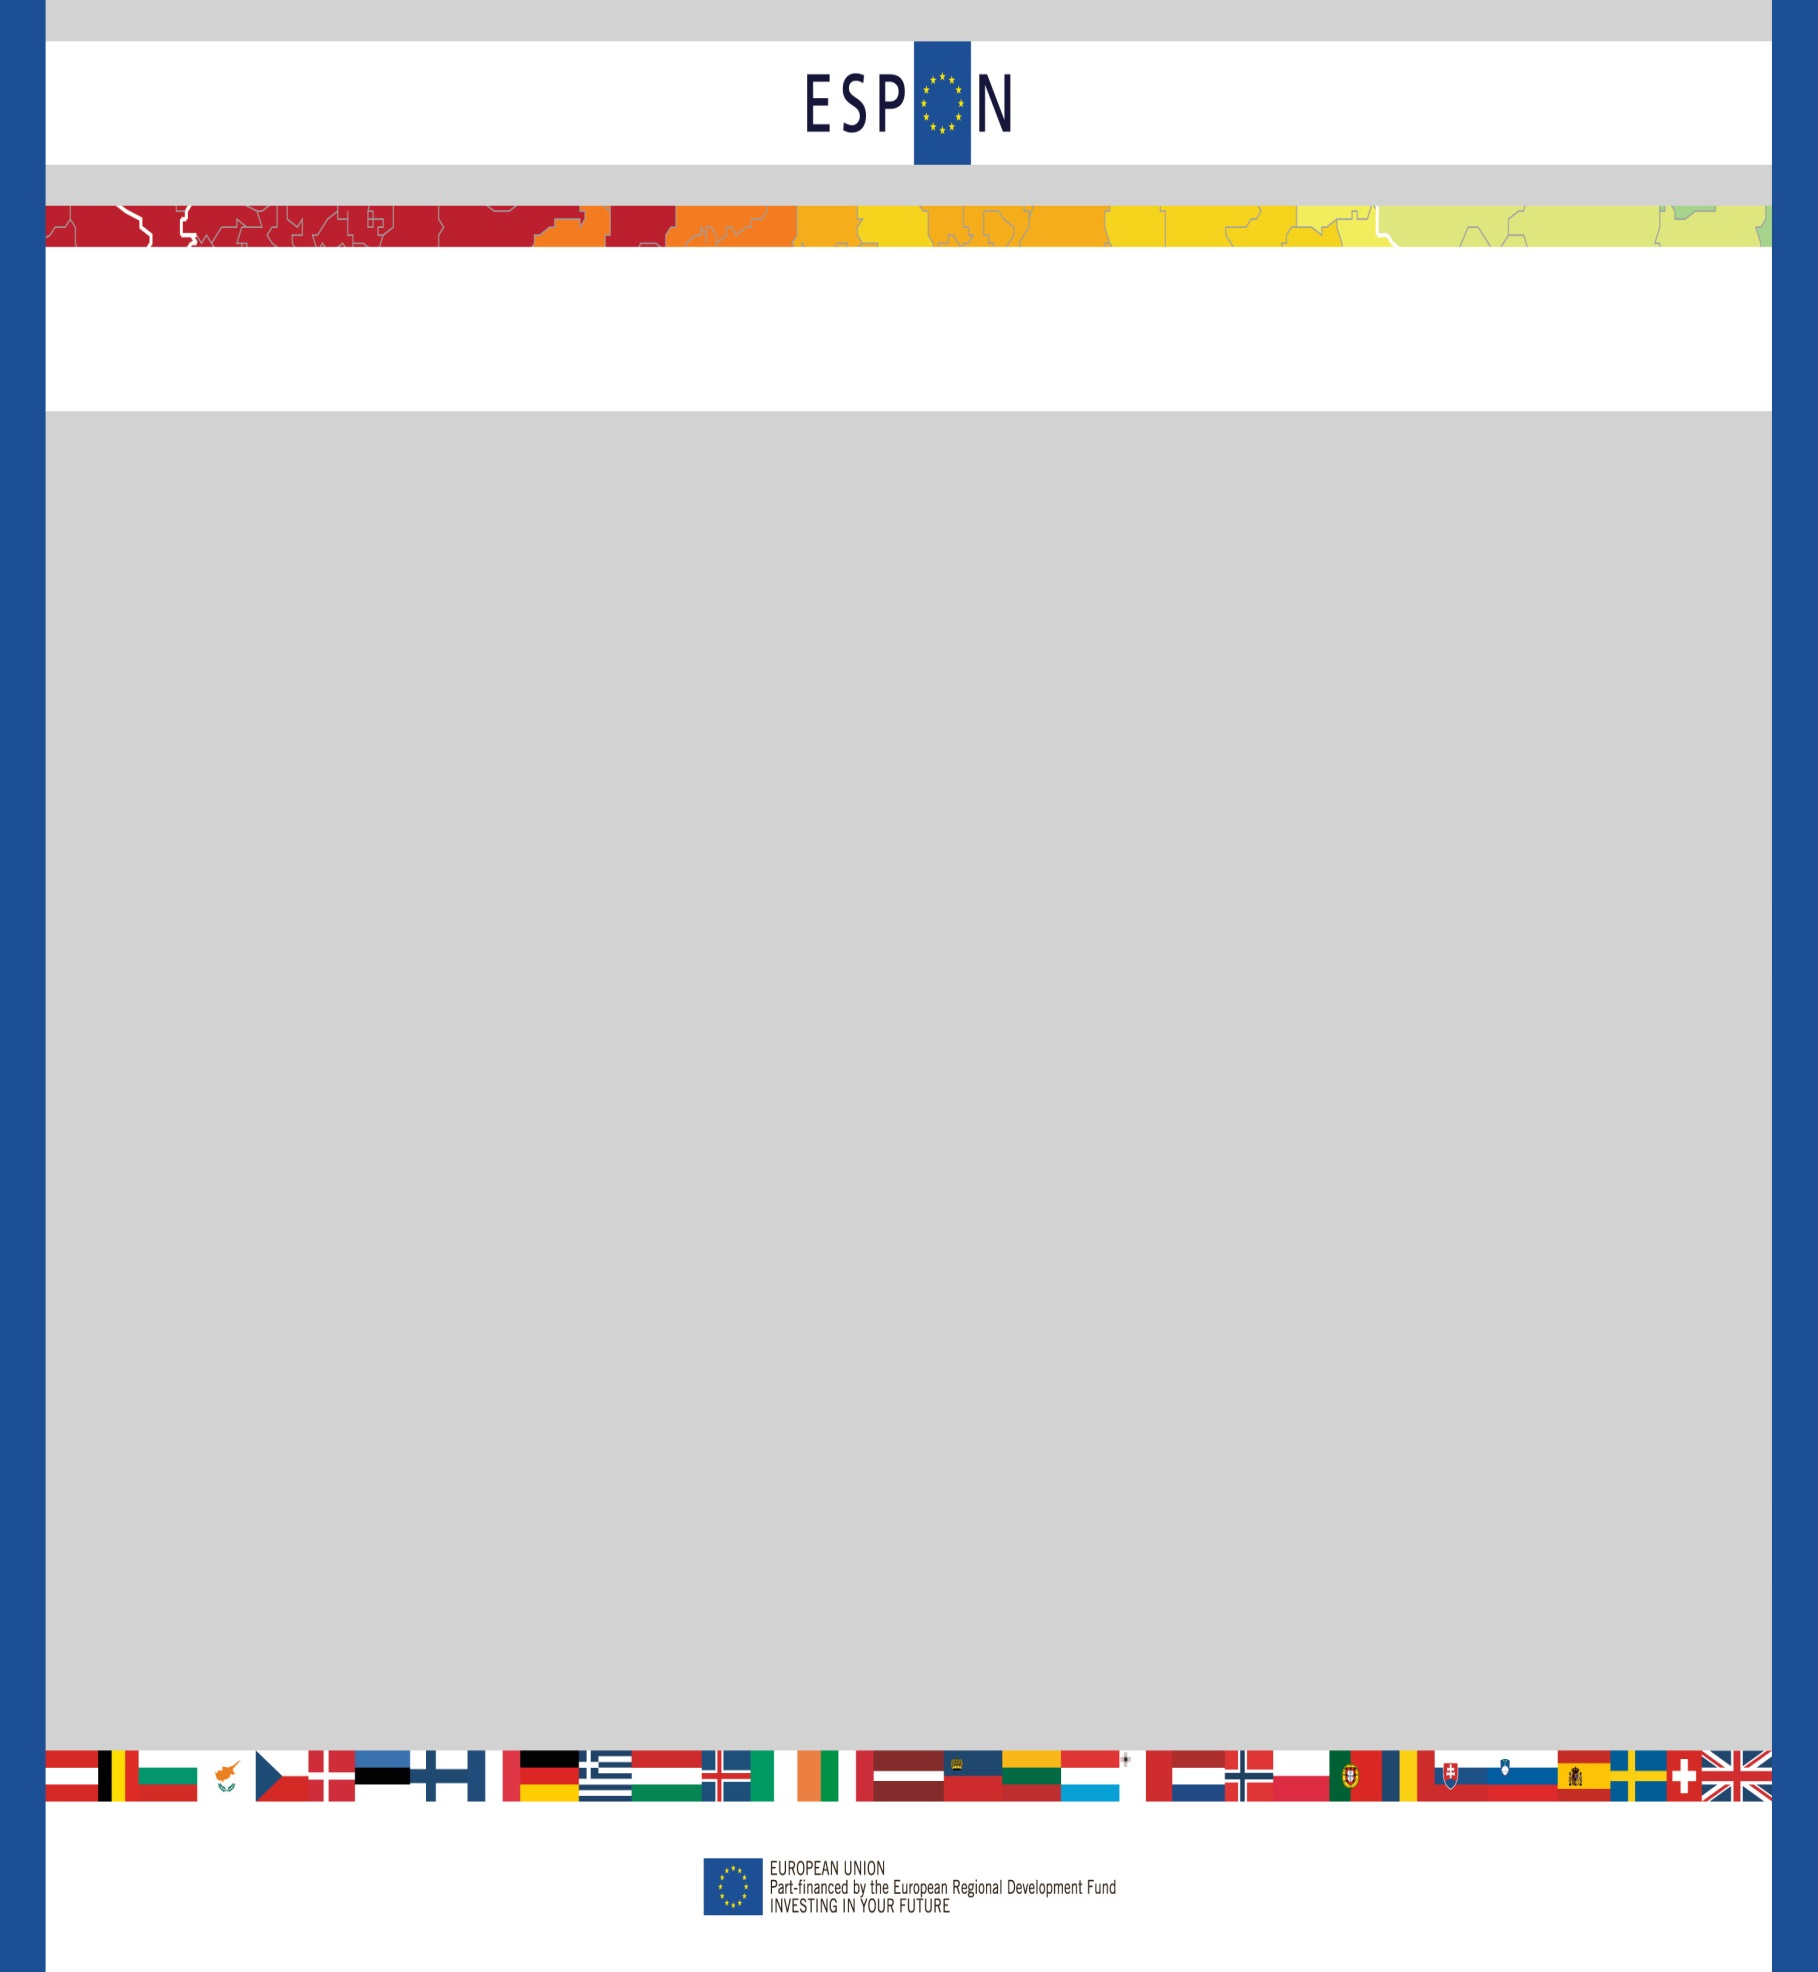 ESPON
EUROPEAN UNION
Part-financed by the European Regional Development Fund
INVESTING IN YOUR FUTURE